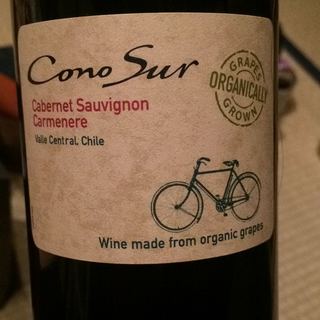 Cono Sur
GRAPES
ORGANICALLY
GROWN
Cabernet Sauvignon
Carmenere
Valle Central, Chile
Wine made from organic grapes